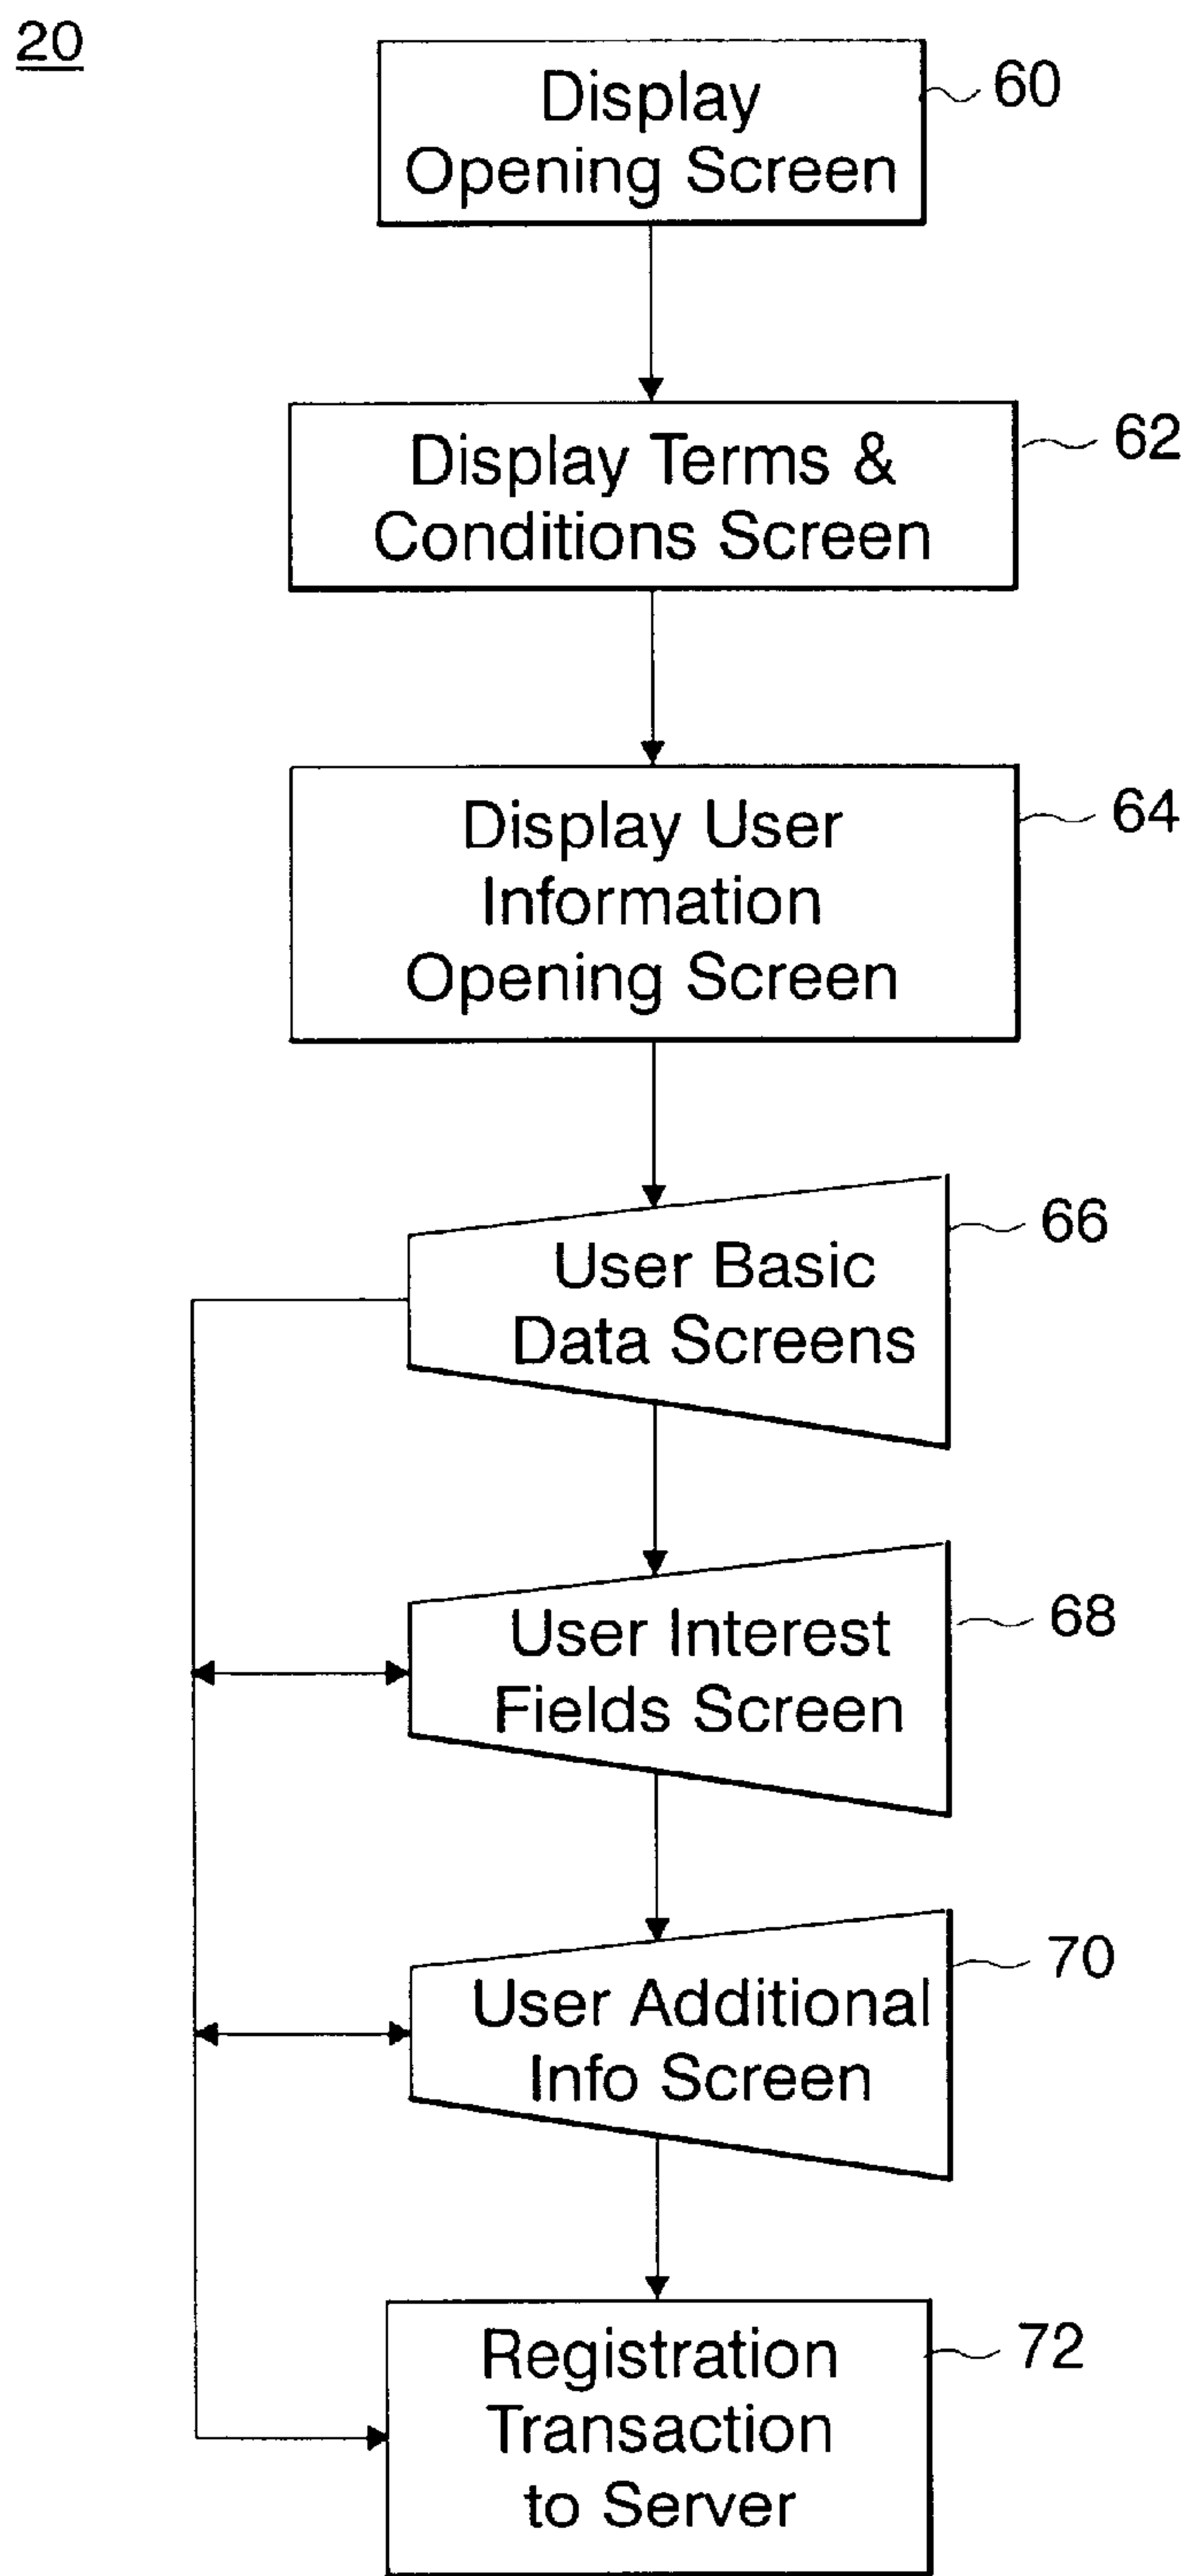 20
Display
Opening Screen
60
Display Terms &
Conditions Screen
62
Display User
Information
Opening Screen
64
User Basic
Data Screens
66
User Interest
Fields Screen
68
User Additional
Info Screen
70
Registration
Transaction
to Server
72